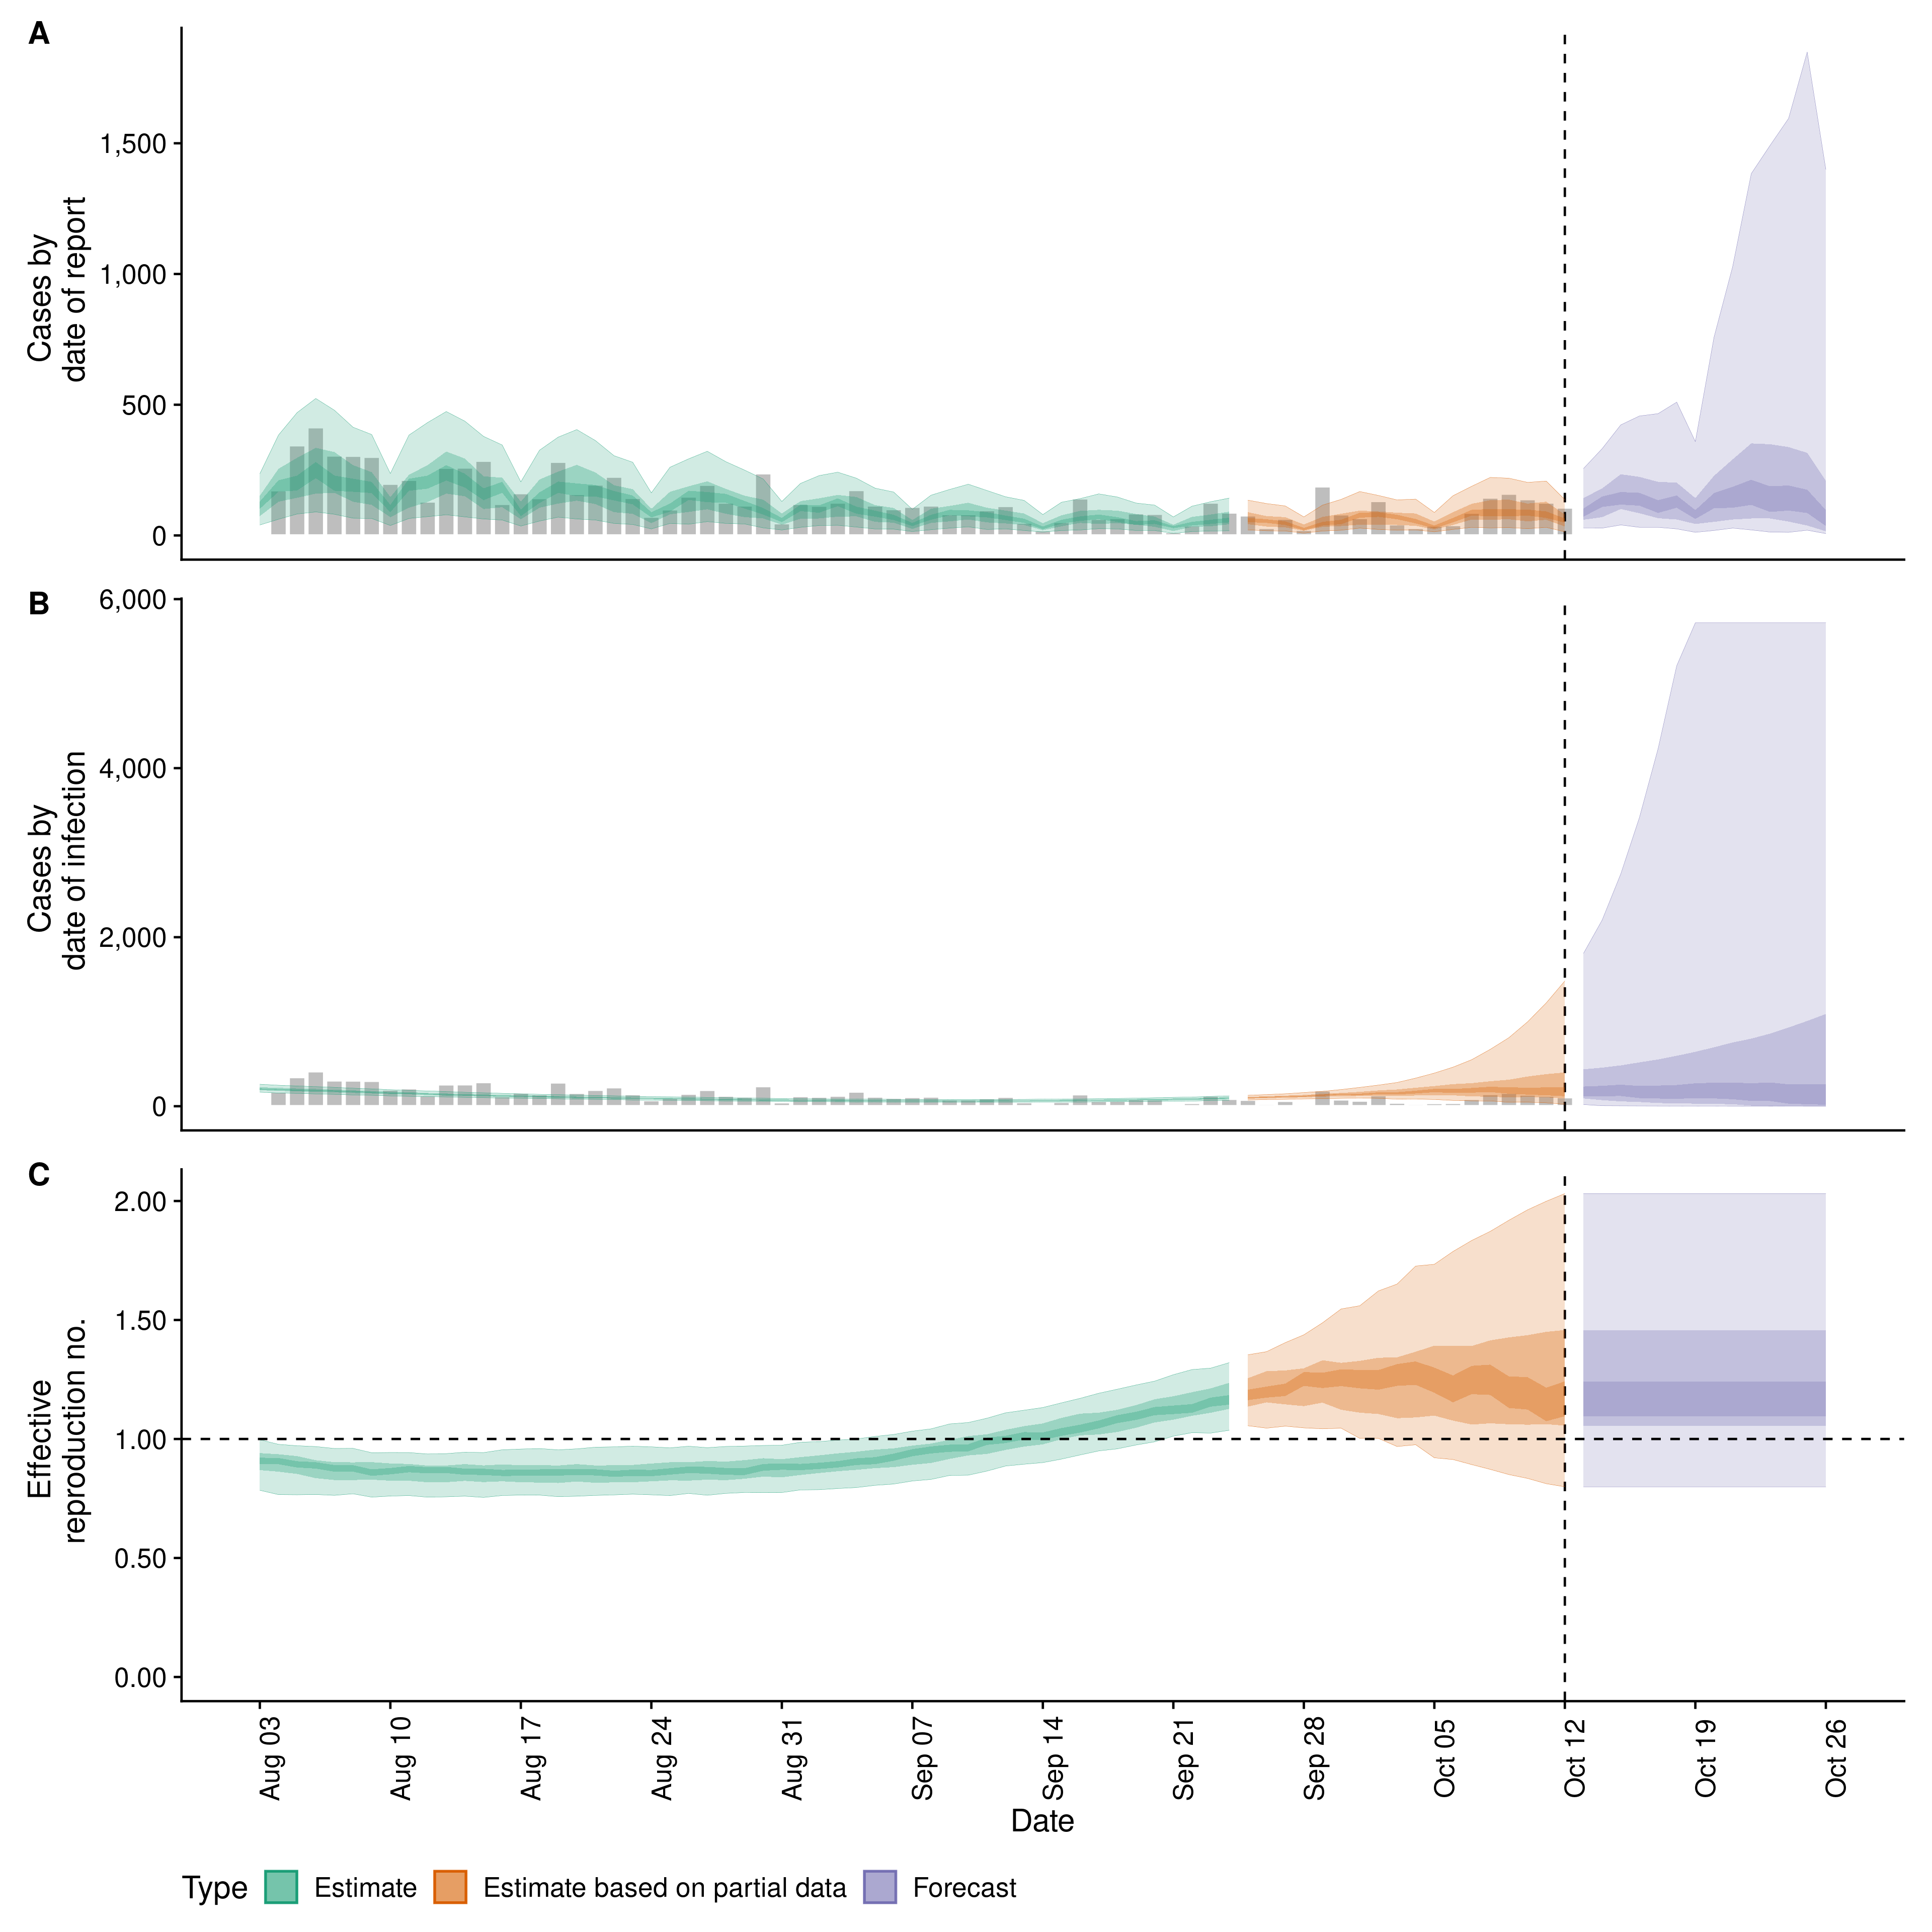 A
Cases by
date of report
1,500
1,000
500
0
B
Cases by
date of infection
6,000
4,000
2,000
0
C
Effective
reproduction no.
2.00
1.50
1.00
0.50
0.00
Aug 03
Aug 10
Aug 17
Aug 24
Aug 31
Sep 07
Sep 14
Sep 21
Sep 28
Oct 05
Oct 12
Oct 19
Oct 26
Date
Type Estimate Estimate based on partial data Forecast